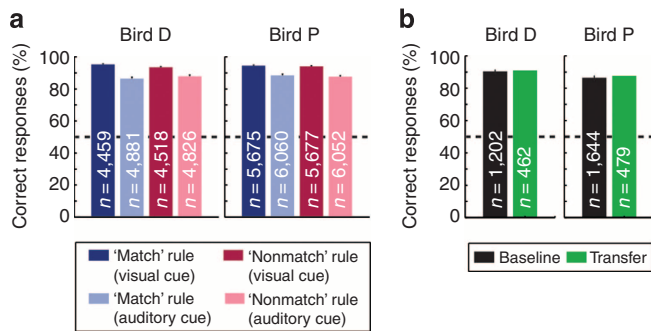 a
Bird D
Bird P
Correct responses (%)
100
80
60
40
20
0
n = 4,459
n = 4,881
n = 4,518
n = 4,826
n = 5,675
n = 6,060
n = 5,677
n = 6,052
'Match' rule
(visual cue)
'Nonmatch' rule
(visual cue)
'Match' rule
(auditory cue)
'Nonmatch' rule
(auditory cue)
b
Bird D
Bird P
Correct responses (%)
100
80
60
40
20
0
n = 1,202
n = 462
n = 1,644
n = 479
Baseline
Transfer